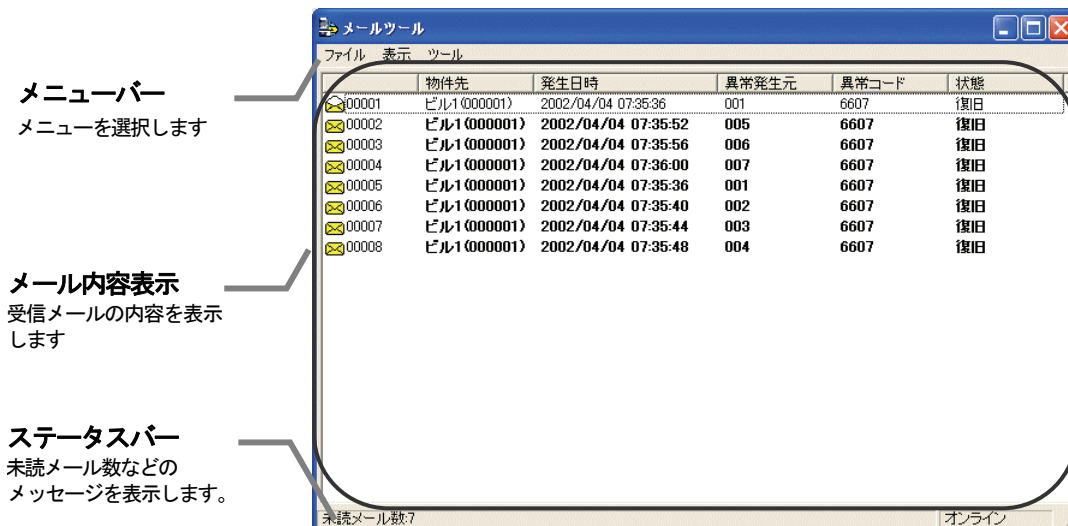 メールツール
ファイル 表示 ツール
メニューバー
メニューを選択します
物件先 発生日時 異常発生元 異常コード 状態
00001 ビル1(000001) 2002/04/04 07:35:36 001 6607 復旧
00002 ビル1(000001) 2002/04/04 07:35:52 005 6607 復旧
00003 ビル1(000001) 2002/04/04 07:35:56 006 6607 復旧
00004 ビル1(000001) 2002/04/04 07:36:00 007 6607 復旧
00005 ビル1(000001) 2002/04/04 07:35:36 001 6607 復旧
00006 ビル1(000001) 2002/04/04 07:35:40 002 6607 復旧
00007 ビル1(000001) 2002/04/04 07:35:44 003 6607 復旧
00008 ビル1(000001) 2002/04/04 07:35:48 004 6607 復旧
メール内容表示
受信メールの内容を表示
します
ステータスバー
未読メール数などの
メッセージを表示します。
未読メール数:7 オンライン